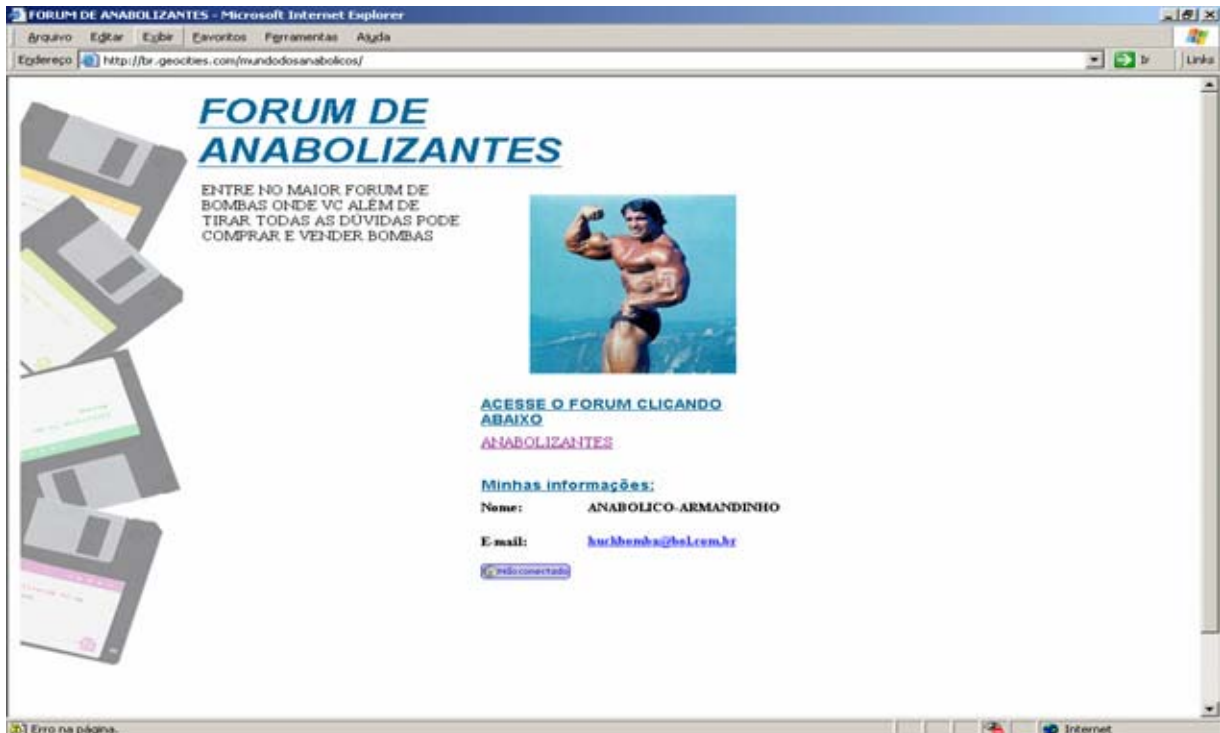 FORUM DE ANABOLIZANTES - Microsoft Internet Explorer
Arquivo Editar Exibir Favoritos Ferramentas Ajuda
Endereço http://br.geocities.com/mundodosanabolicos/ Ir Links
FORUM DE
ANABOLIZANTES
ENTRE NO MAIOR FORUM DE
BOMBAS ONDE VC ALÉM DE
TIRAR TODAS AS DÚVIDAS PODE
COMPRAR E VENDER BOMBAS
ACESSE O FORUM CLICANDO
ABAIXO
ANABOLIZANTES
Minhas informações:
Nome: ANABOLICO-ARMANDINHO
E-mail: huckbomba@bol.com.br
Não conectado
Erro na página. Internet